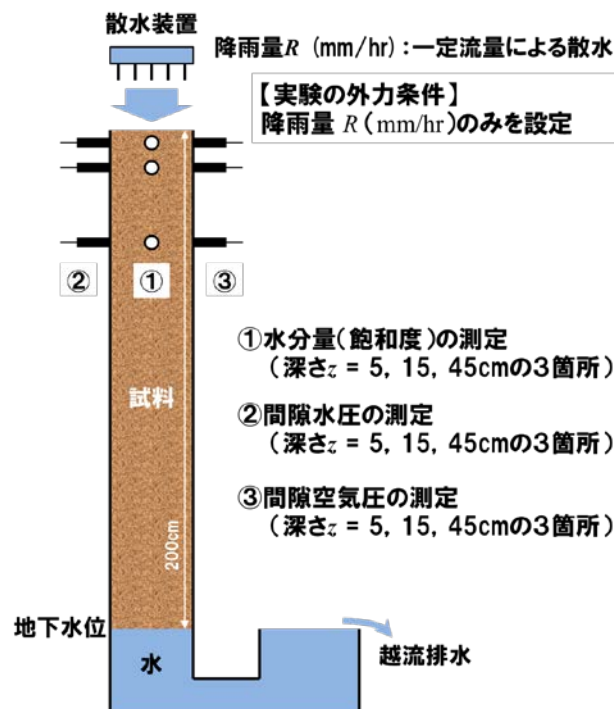 散水装置
降雨量R (mm/hr):一定流量による散水
【実験の外力条件】
降雨量 R(mm/hr)のみを設定
② ① ③
①水分量(飽和度)の測定
(深さz = 5, 15, 45cmの3箇所)
試料
②間隙水圧の測定
(深さz = 5, 15, 45cmの3箇所)
③間隙空気圧の測定
(深さz = 5, 15, 45cmの3箇所)
200cm
地下水位
水
越流排水